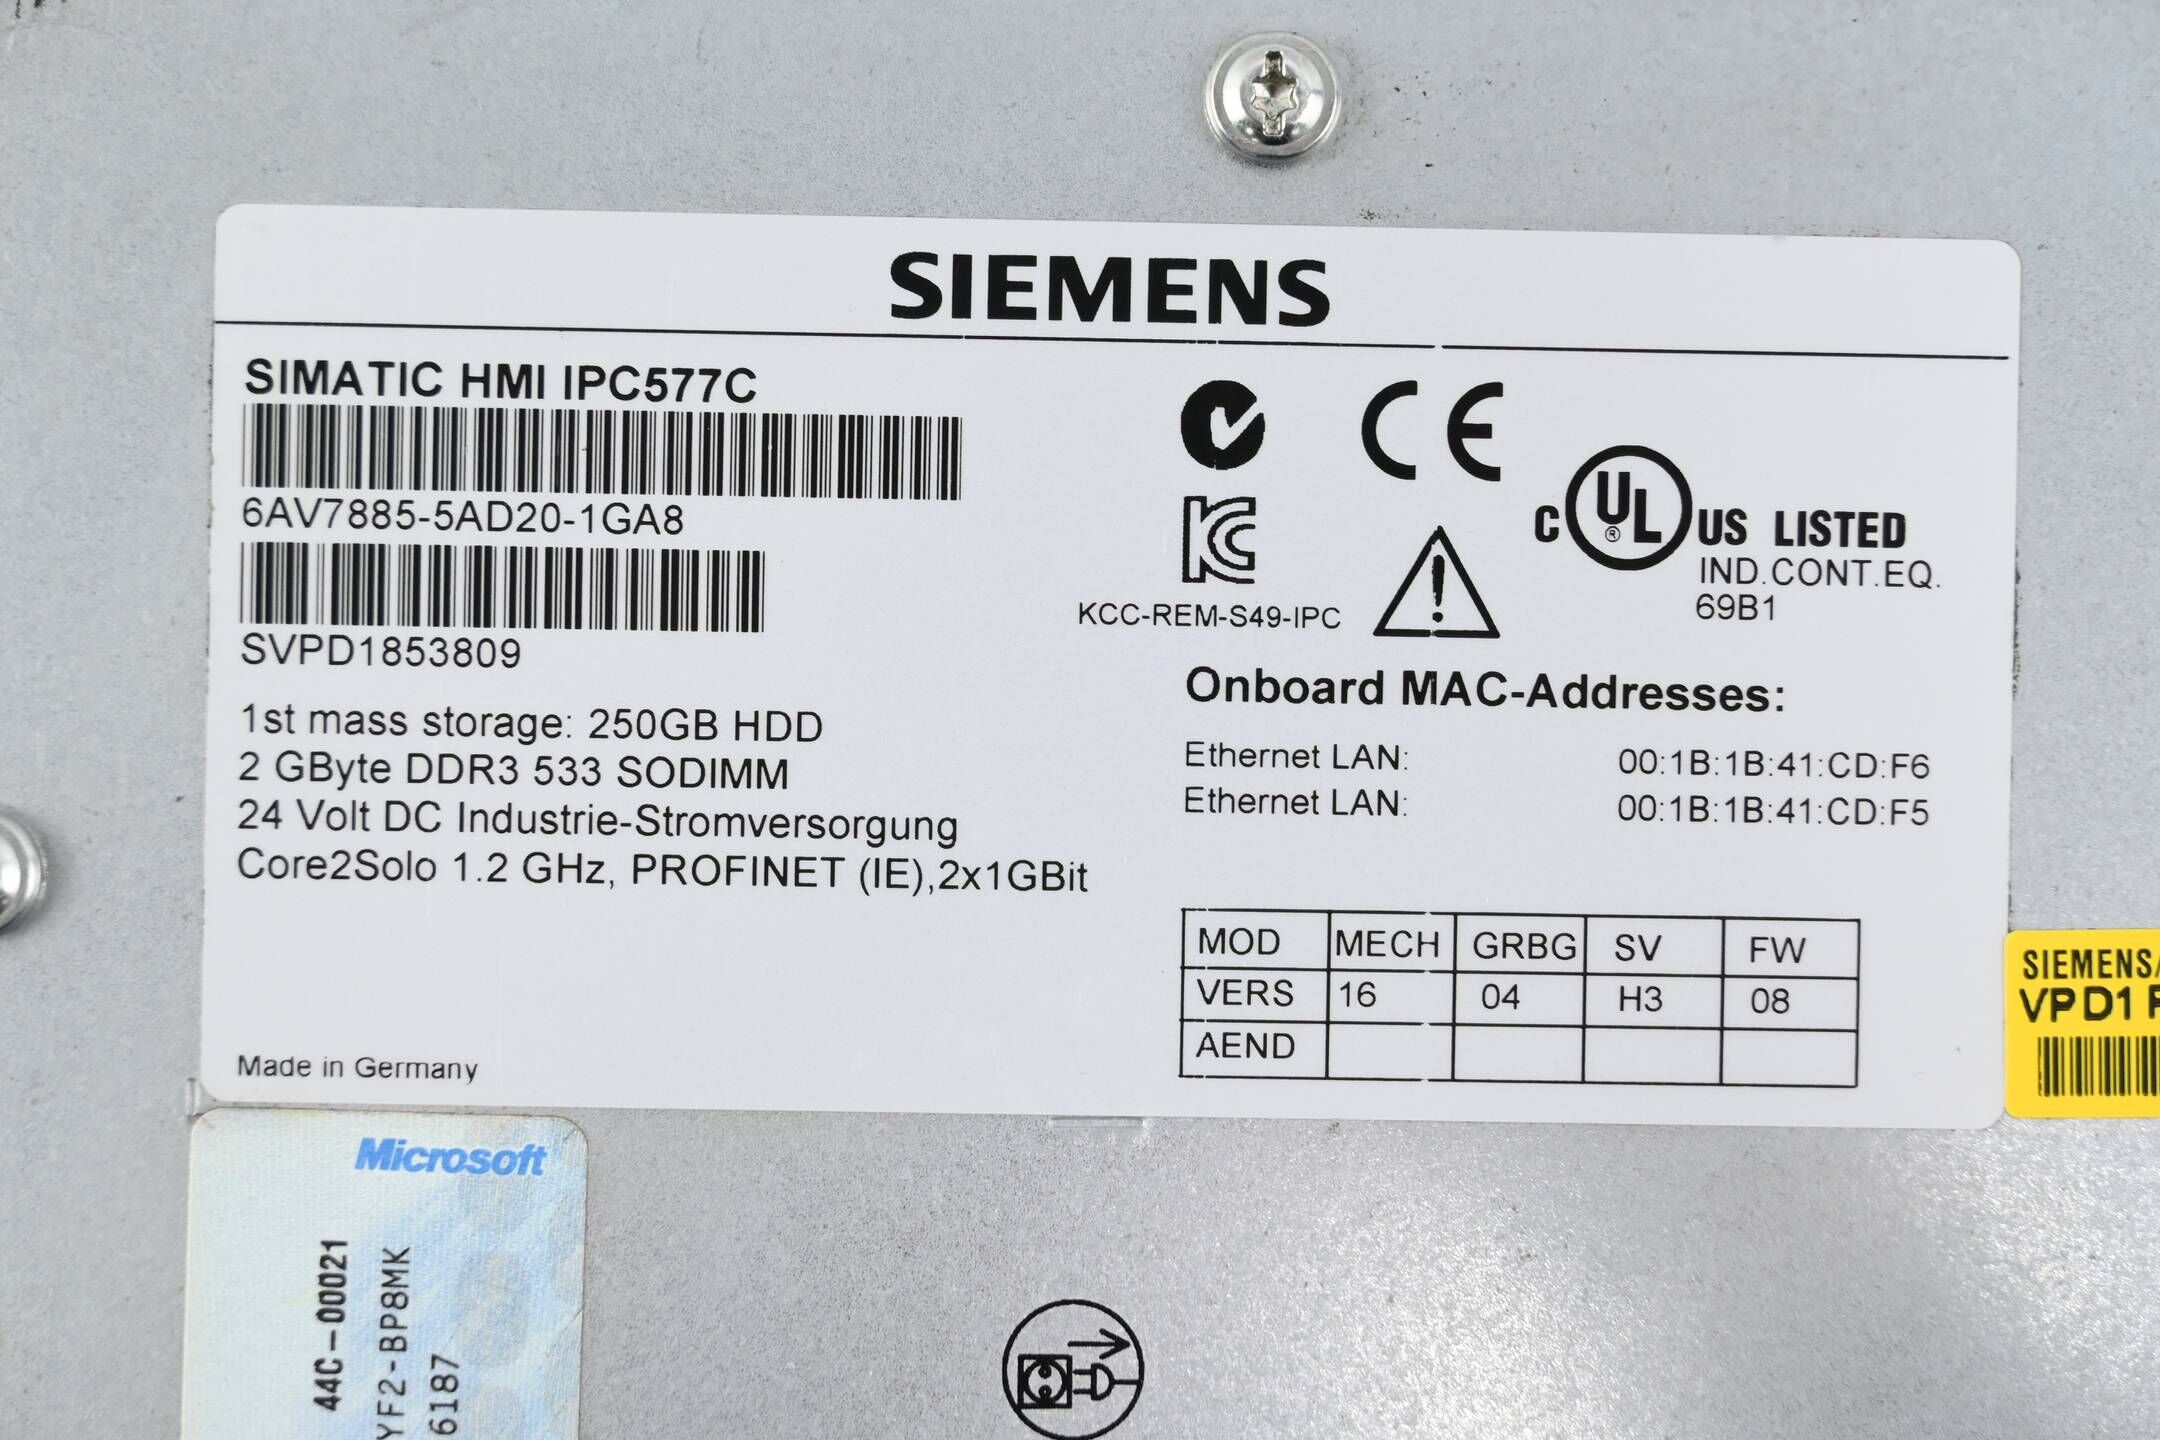 SIEMENS
SIMATIC HMI IPC577C
6AV7885-5AD20-1GA8
SVPD1853809
1st mass storage: 250GB HDD
2 GByte DDR3 533 SODIMM
24 Volt DC Industrie-Stromversorgung
Core2Solo 1.2 GHz, PROFINET (IE),2x1GBit
Made in Germany
CE
KC
KCC-REM-S49-IPC
C UL ® US LISTED
IND.CONT.EQ.
69B1
Onboard MAC-Addresses:
Ethernet LAN: 00:1B:1B:41:CD:F6
Ethernet LAN: 00:1B:1B:41:CD:F5
MOD MECH GRBG SV FW
VERS 16 04 H3 08
AEND
SIEMENS/
VPD1
Microsoft
44C-00021
YF2-BP8MK
6187